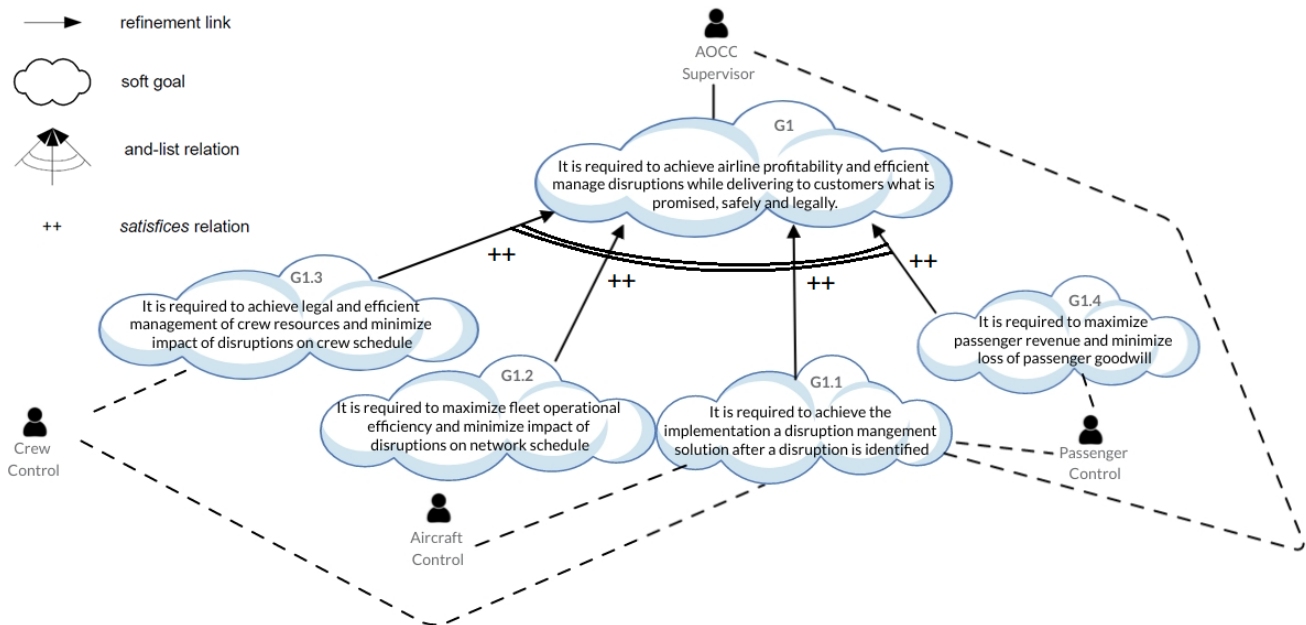 refinement link
soft goal
and-list relation
++
satisfices relation
AOCC
Supervisor
G1
It is required to achieve airline profitability and efficient
manage disruptions while delivering to customers what is
promised, safely and legally.
++
++
++
++
G1.3
It is required to achieve legal and efficient
management of crew resources and minimize
impact of disruptions on crew schedule
G1.4
It is required to maximize
passenger revenue and minimize
loss of passenger goodwill
G1.2
It is required to maximize fleet operational
efficiency and minimize impact of
disruptions on network schedule
G1.1
It is required to achieve the
implementation a disruption mangement
solution after a disruption is identified
Crew
Control
Aircraft
Control
Passenger
Control